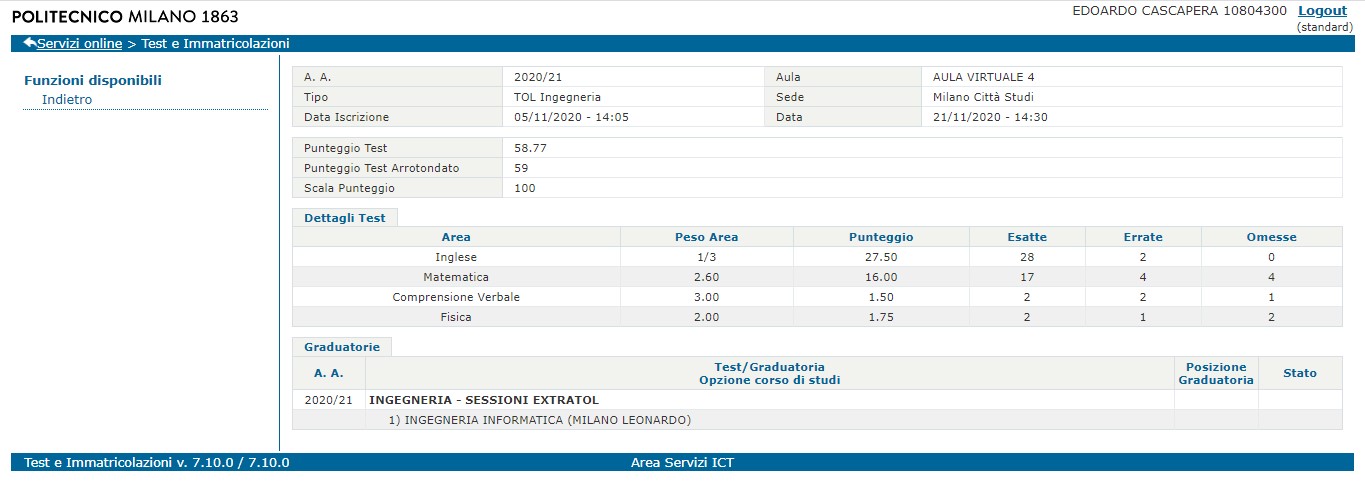 POLITECNICO MILANO 1863
EDOARDO CASCAPERA 10804300 Logout
(standard)
Servizi online > Test e Immatricolazioni
Funzioni disponibili
Indietro
A. A. 2020/21 Aula AULA VIRTUALE 4
Tipo TOL Ingegneria Sede Milano Città Studi
Data Iscrizione 05/11/2020 - 14:05 Data 21/11/2020 - 14:30
Punteggio Test 58.77
Punteggio Test Arrotondato 59
Scala Punteggio 100
Dettagli Test
Area Peso Area Punteggio Esatte Errate Omesse
Inglese 1/3 27.50 28 2 0
Matematica 2.60 16.00 17 4 4
Comprensione Verbale 3.00 1.50 2 2 1
Fisica 2.00 1.75 2 1 2
Graduatorie
A. A. Test/Graduatoria Opzione corso di studi Posizione Graduatoria Stato
2020/21 INGEGNERIA - SESSIONI EXTRATOL
1) INGEGNERIA INFORMATICA (MILANO LEONARDO)
Test e Immatricolazioni v. 7.10.0 / 7.10.0 Area Servizi ICT